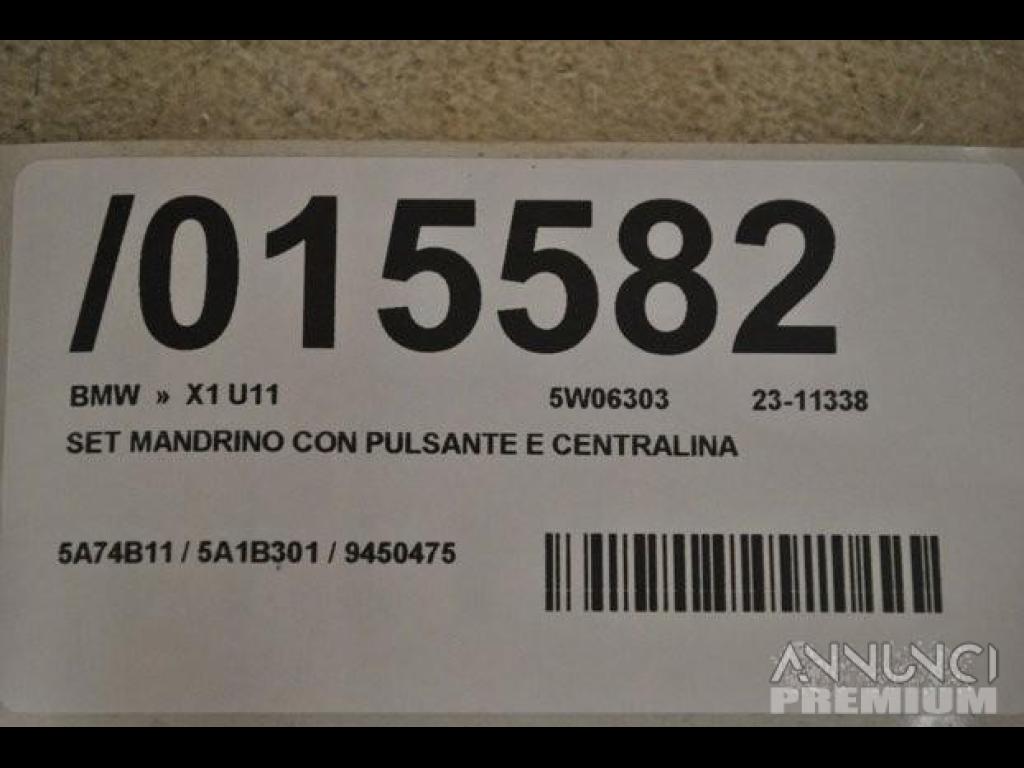 /015582
BMW » X1 U11 5W06303 23-11338
SET MANDRINO CON PULSANTE E CENTRALINA
5A74B11 / 5A1B301 / 9450475
ANNUNCI
PREMIUM